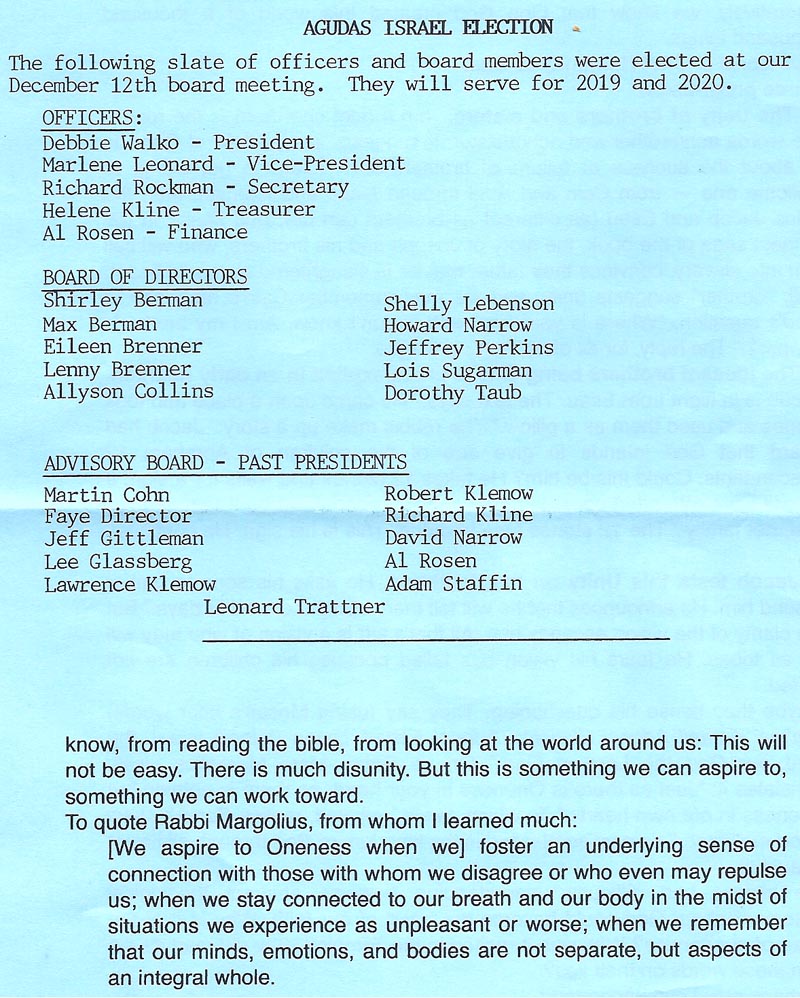 AGUDAS ISRAEL ELECTION
The following slate of officers and board members were elected at our
December 12th board meeting. They will serve for 2019 and 2020.
OFFICERS:
Debbie Walko - President
Marlene Leonard - Vice-President
Richard Rockman - Secretary
Helene Kline - Treasurer
Al Rosen - Finance
BOARD OF DIRECTORS
Shirley Berman
Max Berman
Eileen Brenner
Lenny Brenner
Allyson Collins
Shelly Lebenson
Howard Narrow
Jeffrey Perkins
Lois Sugarman
Dorothy Taub
ADVISORY BOARD - PAST PRESIDENTS
Martin Cohn
Faye Director
Jeff Gittleman
Lee Glassberg
Lawrence Klemow
Robert Klemow
Richard Kline
David Narrow
Al Rosen
Adam Staffin
Leonard Trattner
know, from reading the bible, from looking at the world around us: This will
not be easy. There is much disunity. But this is something we can aspire to,
something we can work toward.
To quote Rabbi Margolius, from whom I learned much:
[We aspire to Oneness when we] foster an underlying sense of
connection with those with whom we disagree or who even may repulse
us; when we stay connected to our breath and our body in the midst of
situations we experience as unpleasant or worse; when we remember
that our minds, emotions, and bodies are not separate, but aspects of
an integral whole.